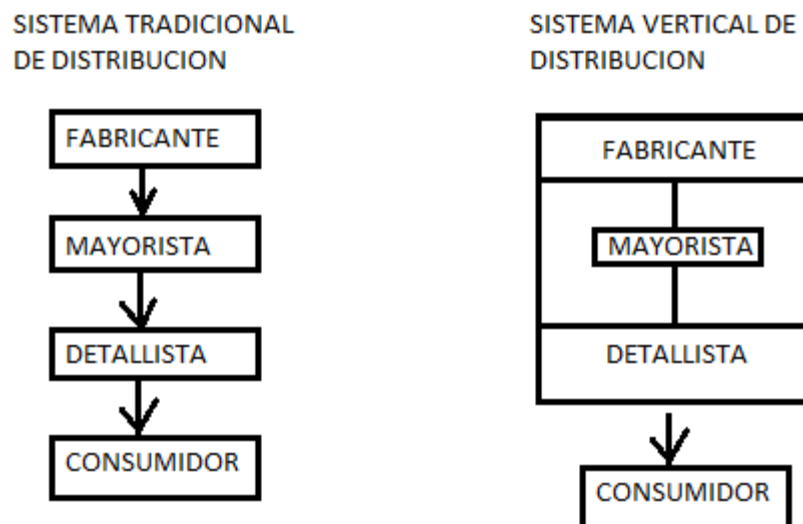 SISTEMA TRADICIONAL
DE DISTRIBUCION
FABRICANTE
MAYORISTA
DETALLISTA
CONSUMIDOR
SISTEMA VERTICAL DE
DISTRIBUCION
FABRICANTE
MAYORISTA
DETALLISTA
CONSUMIDOR